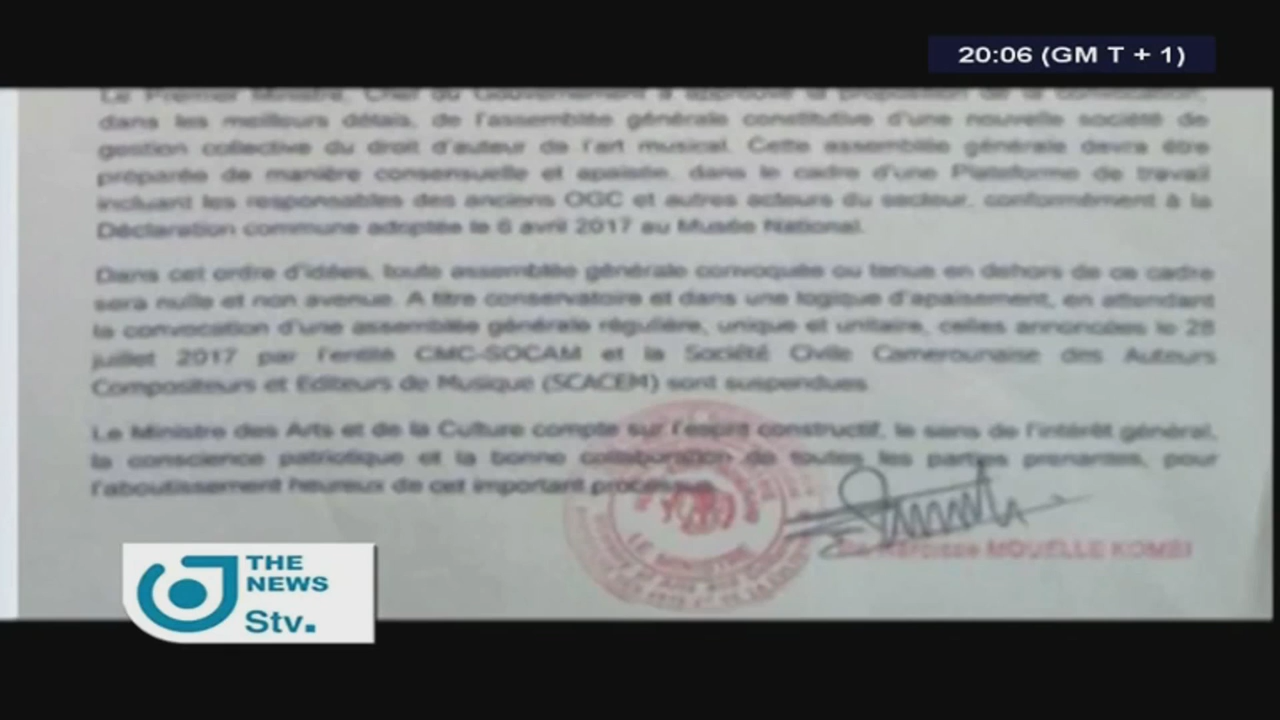 20:06 (GM T + 1)
Le Premier Ministre, Chef du Gouvernement a approuvé la proposition de la convocation,
dans les meilleurs délais, de l'assemblée générale constitutive d'une nouvelle société de
gestion collective du droit d'auteur de l'art musical. Cette assemblée générale devra être
préparée de manière consensuelle et apaisée, dans le cadre d'une Plateforme de travail
incluant les responsables des anciens OGC et autres acteurs du secteur, conformément à la
Déclaration commune adoptée le 6 avril 2017 au Musée National.
Dans cet ordre d'idées, toute assemblée générale convoquée ou tenue en dehors de ce cadre
sera nulle et non avenue. A titre conservatoire et dans une logique d'apaisement, en attendant
la convocation d'une assemblée générale régulière, unique et unitaire, celles annoncées le 28
juillet 2017 par l'entité CMC-SOCAM et la Société Civile Camerounaise des Auteurs
Compositeurs et Editeurs de Musique (SCACEM) sont suspendues.
Le Ministre des Arts et de la Culture compte sur l'esprit constructif, le sens de l'intérêt général,
la conscience patriotique et la bonne collaboration de toutes les parties prenantes, pour
l'aboutissement heureux de cet important processus.
Narcisse MOUELLE KOMBI
THE
NEWS
Stv.